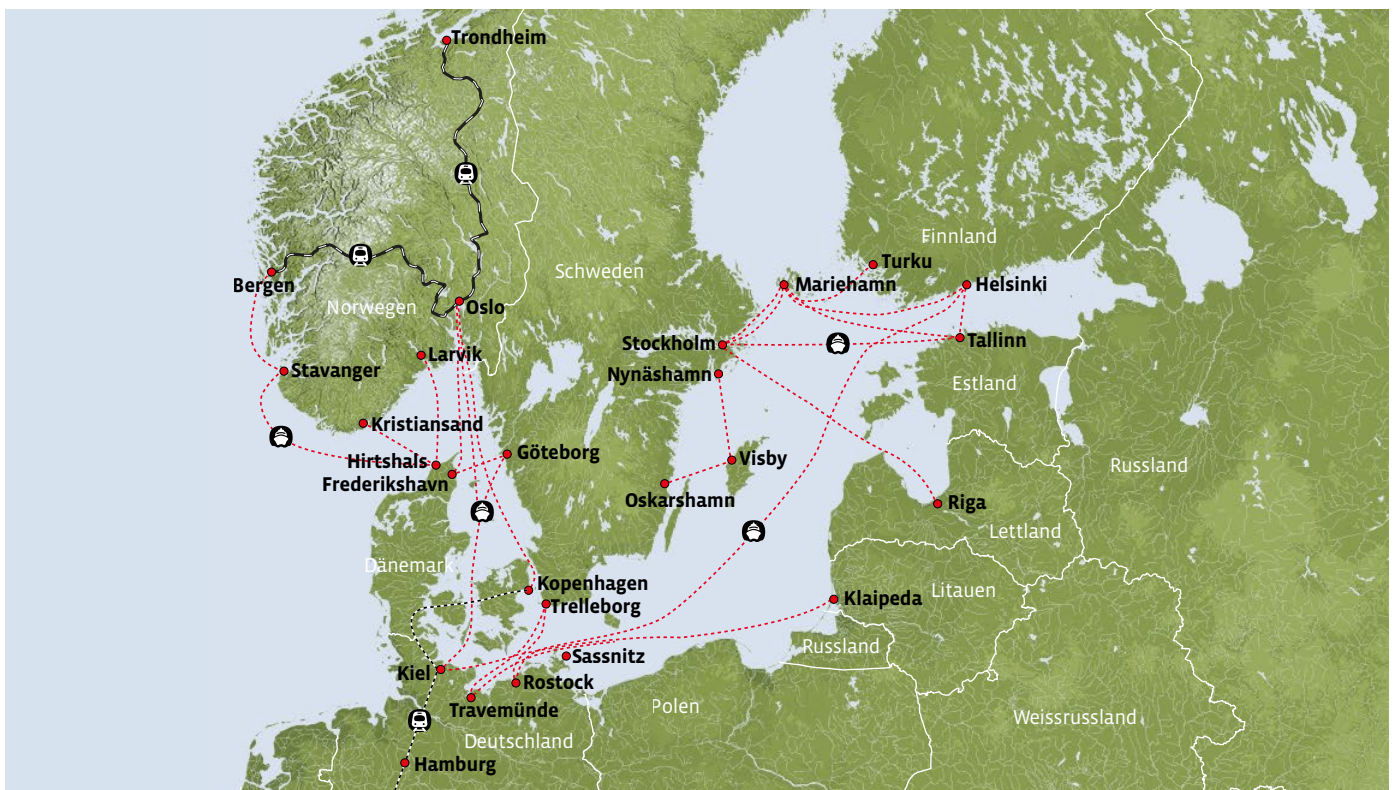 Trondheim
Finnland
Turku
Schweden
Bergen
Mariehamn
Helsinki
Norwegen
Oslo
Stockholm
Tallinn
Larvik
Stavanger
Nynäshamn
Estland
Kristiansand
Göteborg
Visby
Russland
Hirtshals
Frederikshavn
Oskarshamn
Riga
Lettland
Dänemark
Kopenhagen
Litauen
Klaipeda
Trelleborg
Russland
Sassnitz
Kiel
Rostock
Travemünde
Polen
Weissrussland
Deutschland
Hamburg